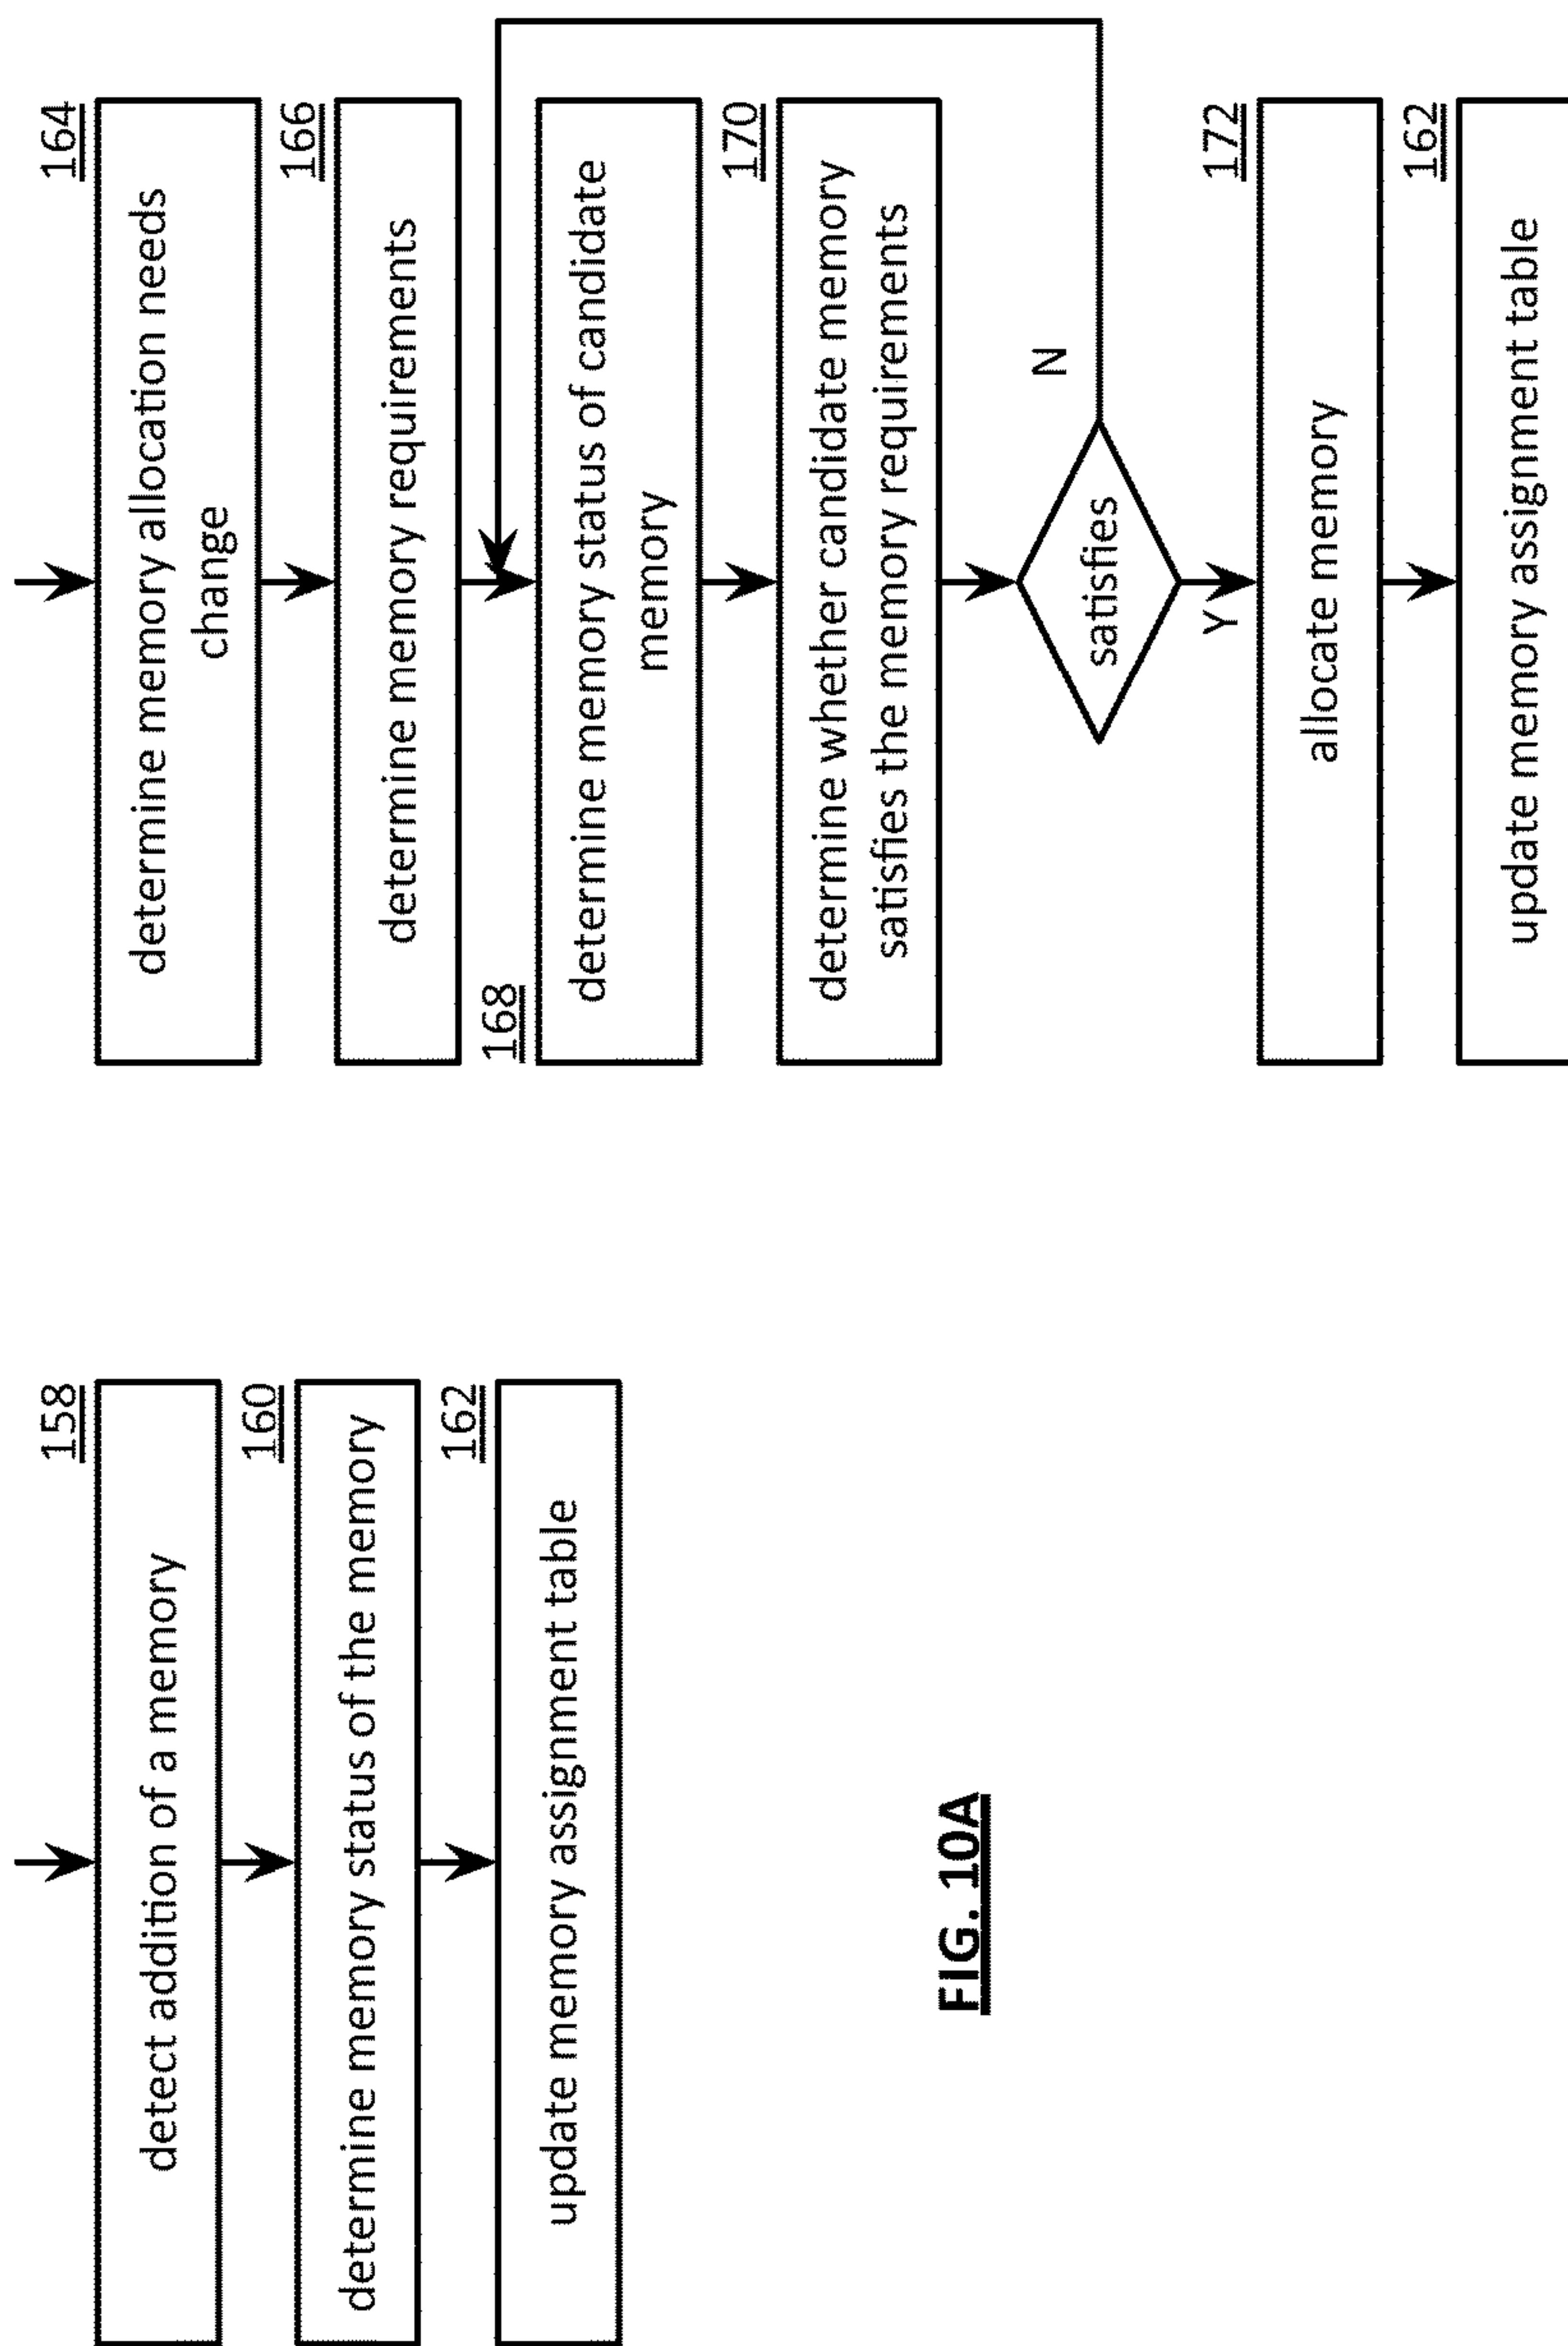 158
detect addition of a memory
160
determine memory status of the memory
162
update memory assignment table
FIG. 10A
164
determine memory allocation needs
change
166
determine memory requirements
168
determine memory status of candidate
memory
170
determine whether candidate memory
satisfies the memory requirements
satisfies
N
Y
172
allocate memory
162
update memory assignment table